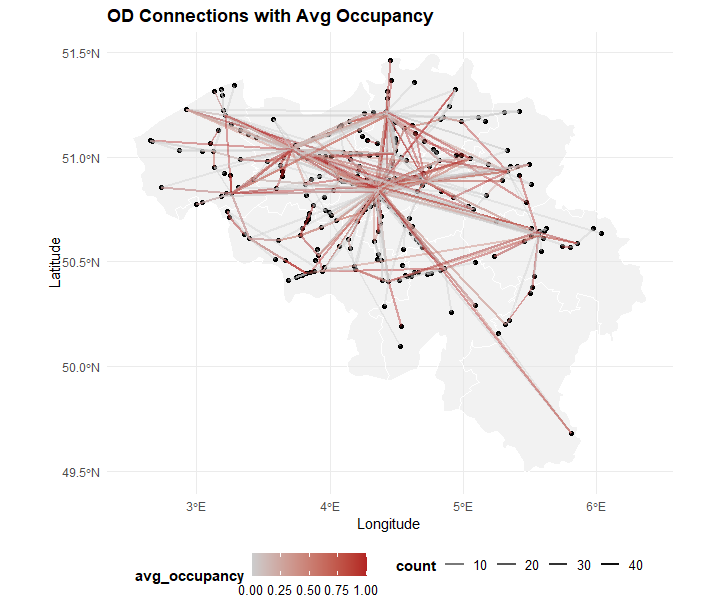 OD Connections with Avg Occupancy
51.5°N
51.0°N
50.5°N
50.0°N
49.5°N
Latitude
3°E 4°E 5°E 6°E
Longitude
avg_occupancy
0.00 0.25 0.50 0.75 1.00
count 10 20 30 40